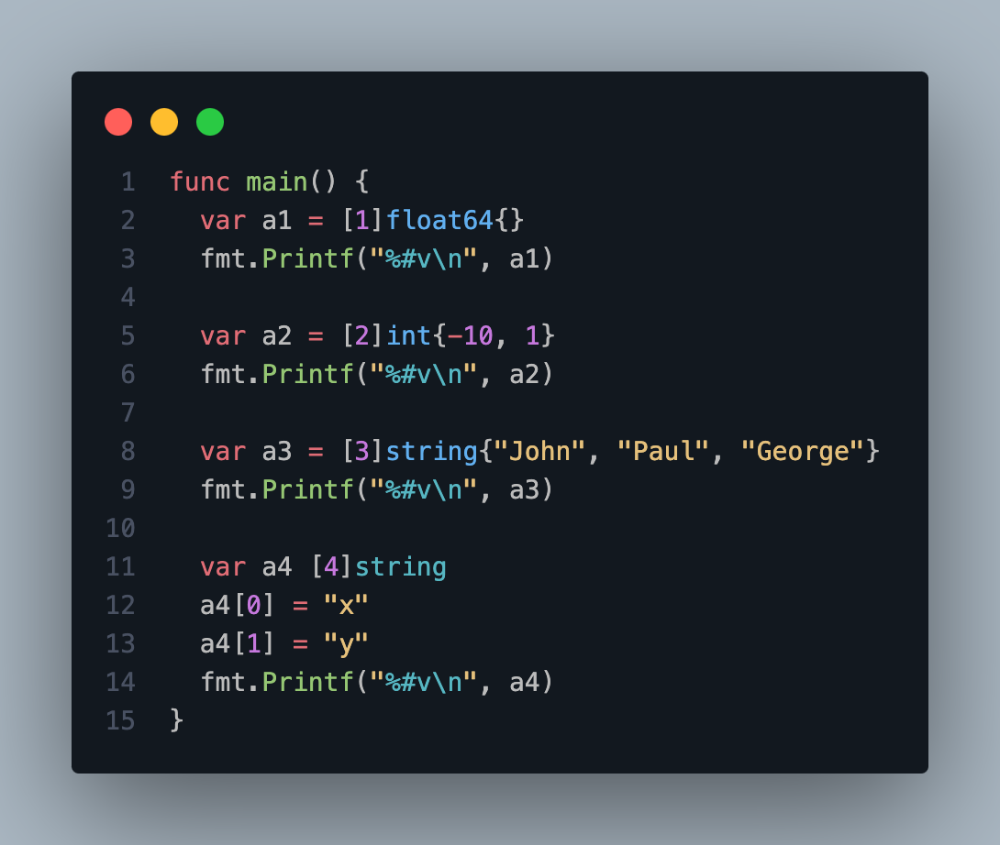 1 func main() {
2   var a1 = [1]float64{}
3   fmt.Printf("%#v\n", a1)
4
5   var a2 = [2]int{-10, 1}
6   fmt.Printf("%#v\n", a2)
7
8   var a3 = [3]string{"John", "Paul", "George"}
9   fmt.Printf("%#v\n", a3)
10
11   var a4 [4]string
12   a4[0] = "x"
13   a4[1] = "y"
14   fmt.Printf("%#v\n", a4)
15 }